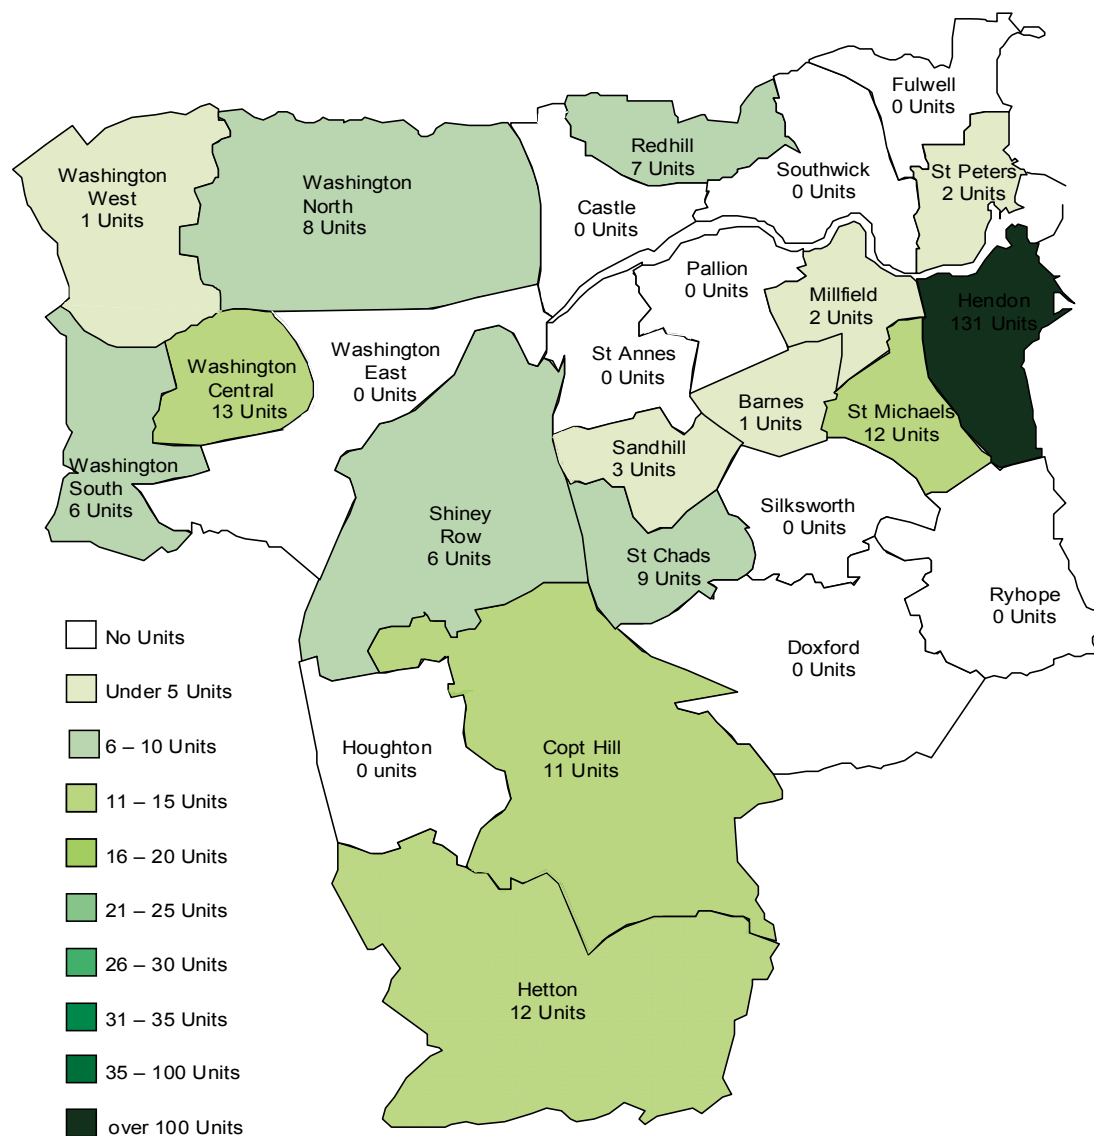 Fulwell
0 Units
Redhill
7 Units
Southwick
0 Units
St Peters
2 Units
Washington
West
1 Units
Washington
North
8 Units
Castle
0 Units
Pallion
0 Units
Millfield
2 Units
Hendon
131 Units
Washington
Central
13 Units
Washington
East
0 Units
St Annes
0 Units
Barnes
1 Units
St Michaels
12 Units
Sandhill
3 Units
Washington
South
6 Units
Shiney
Row
6 Units
Silksworth
0 Units
St Chads
9 Units
Ryhope
0 Units
Doxford
0 Units
Houghton
0 units
Copt Hill
11 Units
Hetton
12 Units
No Units
Under 5 Units
6 – 10 Units
11 – 15 Units
16 – 20 Units
21 – 25 Units
26 – 30 Units
31 – 35 Units
35 – 100 Units
over 100 Units